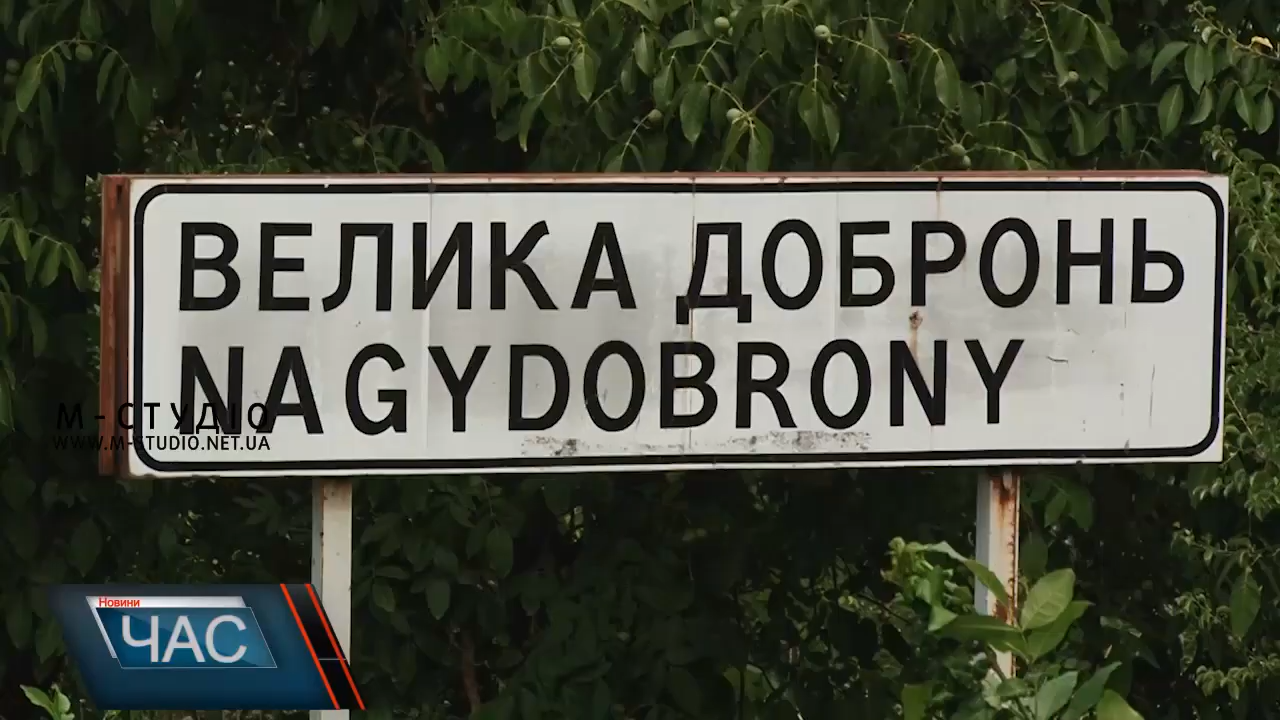 ВЕЛИКА ДОБРОНЬ
NAGYDOBRONY
М-СТУДІО
WWW.M-STUDIO.NET.UA
Новини
ЧАС